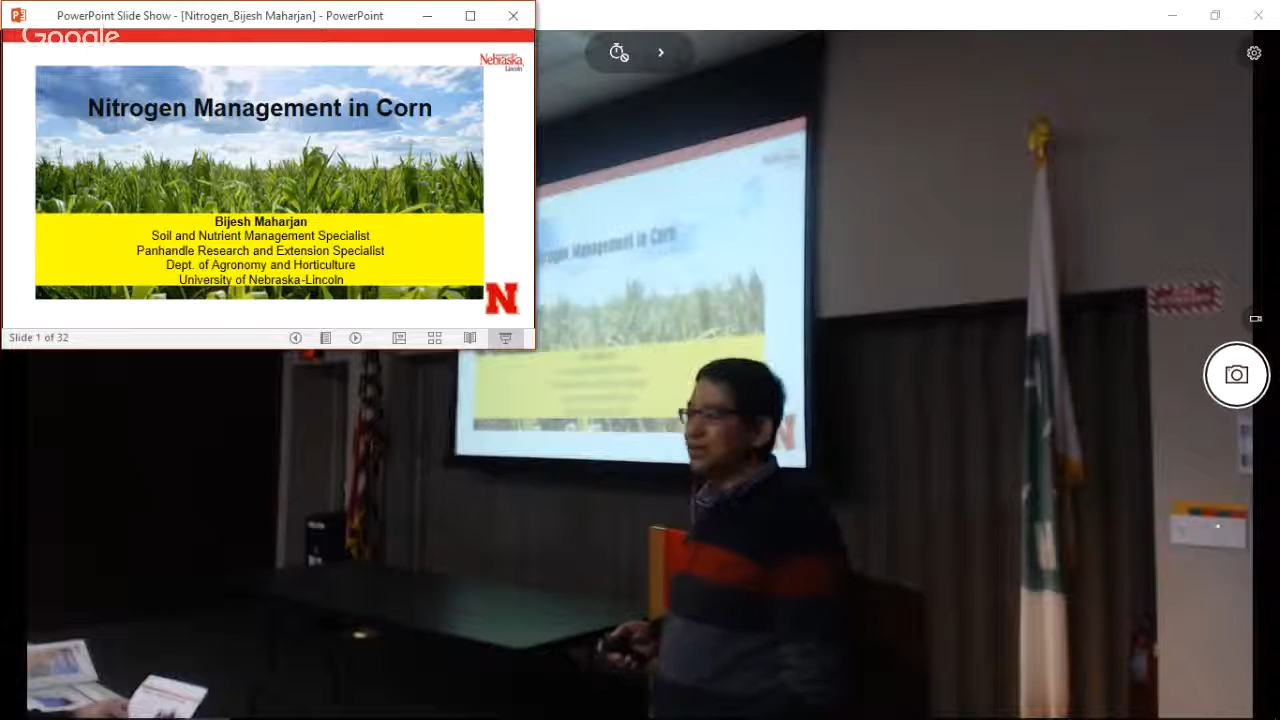 PowerPoint Slide Show - [Nitrogen_Bijesh Maharjan] - PowerPoint
Google
Nebraska
Lincoln
Nitrogen Management in Corn
Bijesh Maharjan
Soil and Nutrient Management Specialist
Panhandle Research and Extension Specialist
Dept. of Agronomy and Horticulture
University of Nebraska-Lincoln
N
Slide 1 of 32
Nitrogen Management in Corn